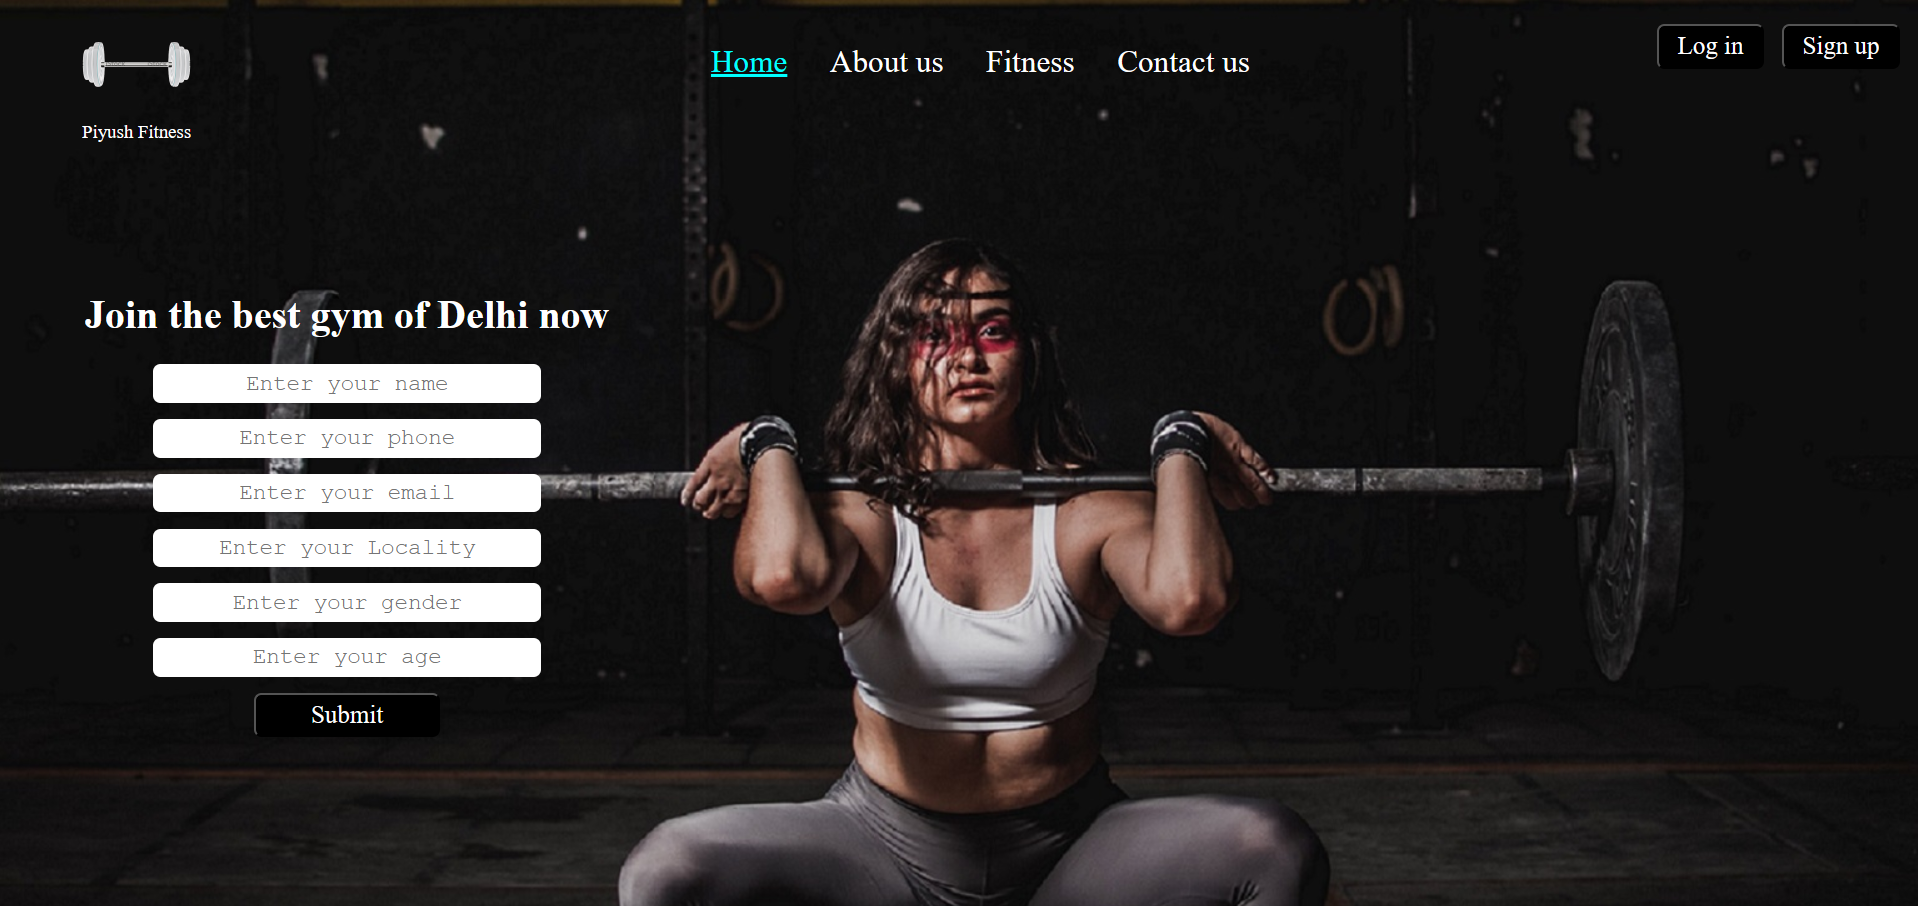 Home About us Fitness Contact us
Log in Sign up
Piyush Fitness
Join the best gym of Delhi now
Enter your name
Enter your phone
Enter your email
Enter your Locality
Enter your gender
Enter your age
Submit